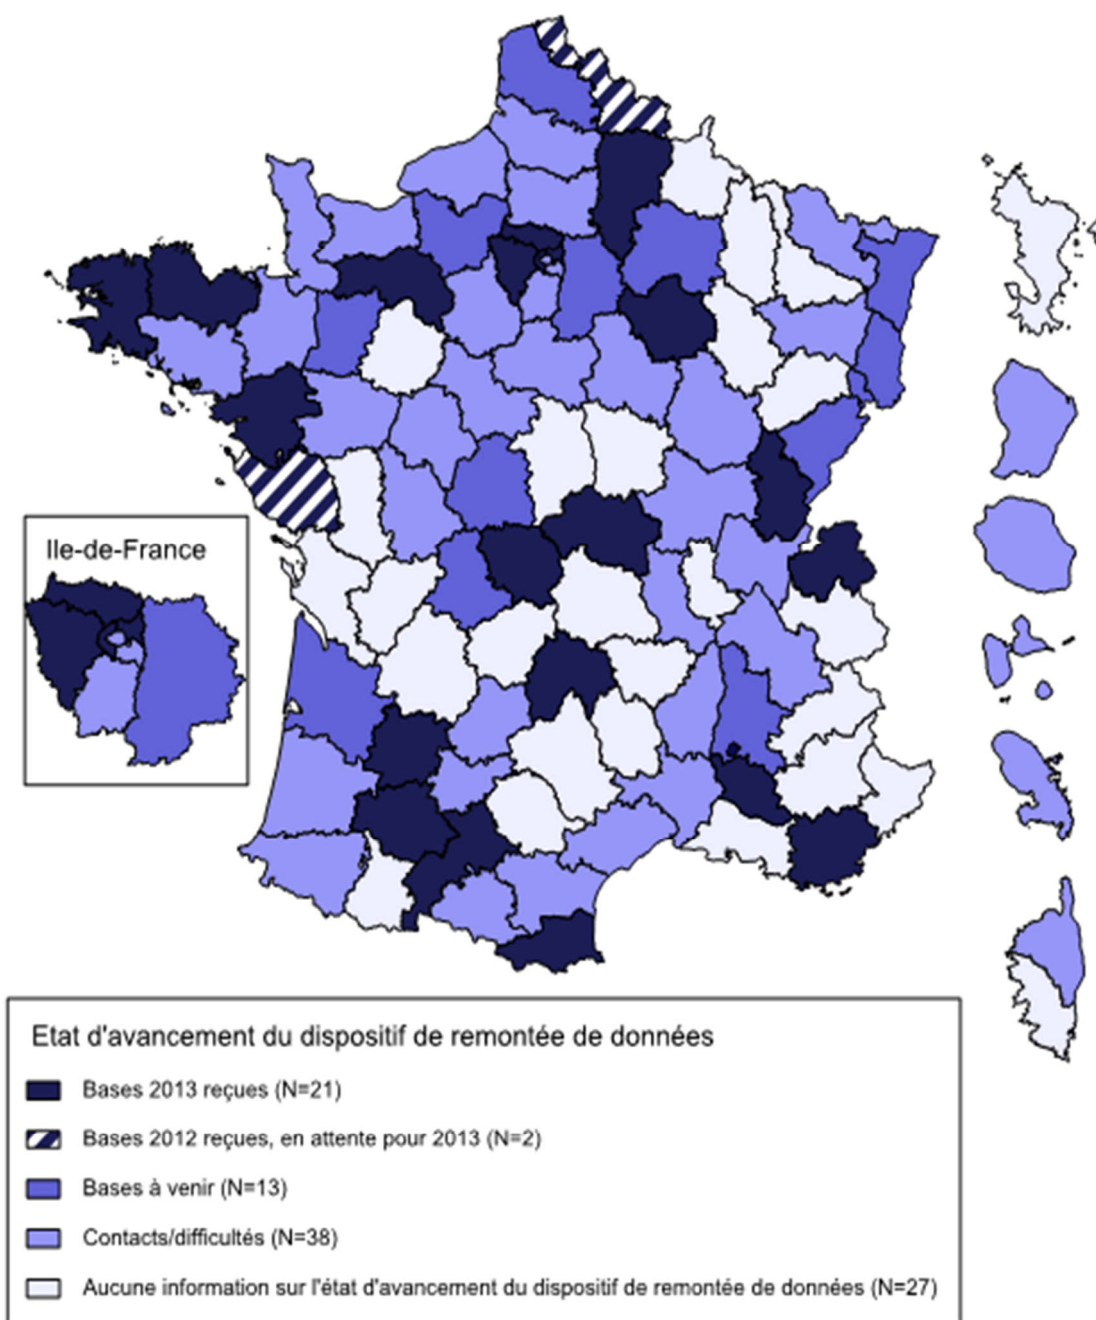 Ile-de-France
Etat d'avancement du dispositif de remontée de données
Bases 2013 reçues (N=21)
Bases 2012 reçues, en attente pour 2013 (N=2)
Bases à venir (N=13)
Contacts/difficultés (N=38)
Aucune information sur l'état d'avancement du dispositif de remontée de données (N=27)